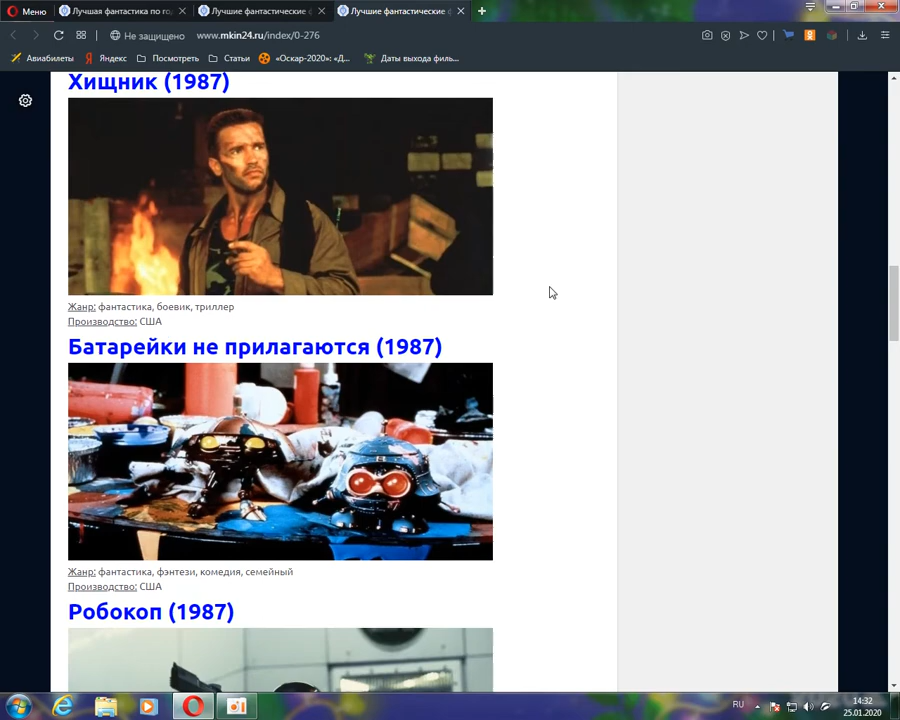 Меню
Лучшая фантастика по го
Лучшие фантастические ф
Лучшие фантастические ф
Не защищено
www.mkin24.ru/index/0-276
Авиабилеты
Яндекс
Посмотреть
Статьи
«Оскар-2020»: «Д...
Даты выхода филь...
Хищник (1987)
Жанр: фантастика, боевик, триллер
Производство: США
Батарейки не прилагаются (1987)
Жанр: фантастика, фэнтези, комедия, семейный
Производство: США
Робокоп (1987)
RU
14:32
25.01.2020